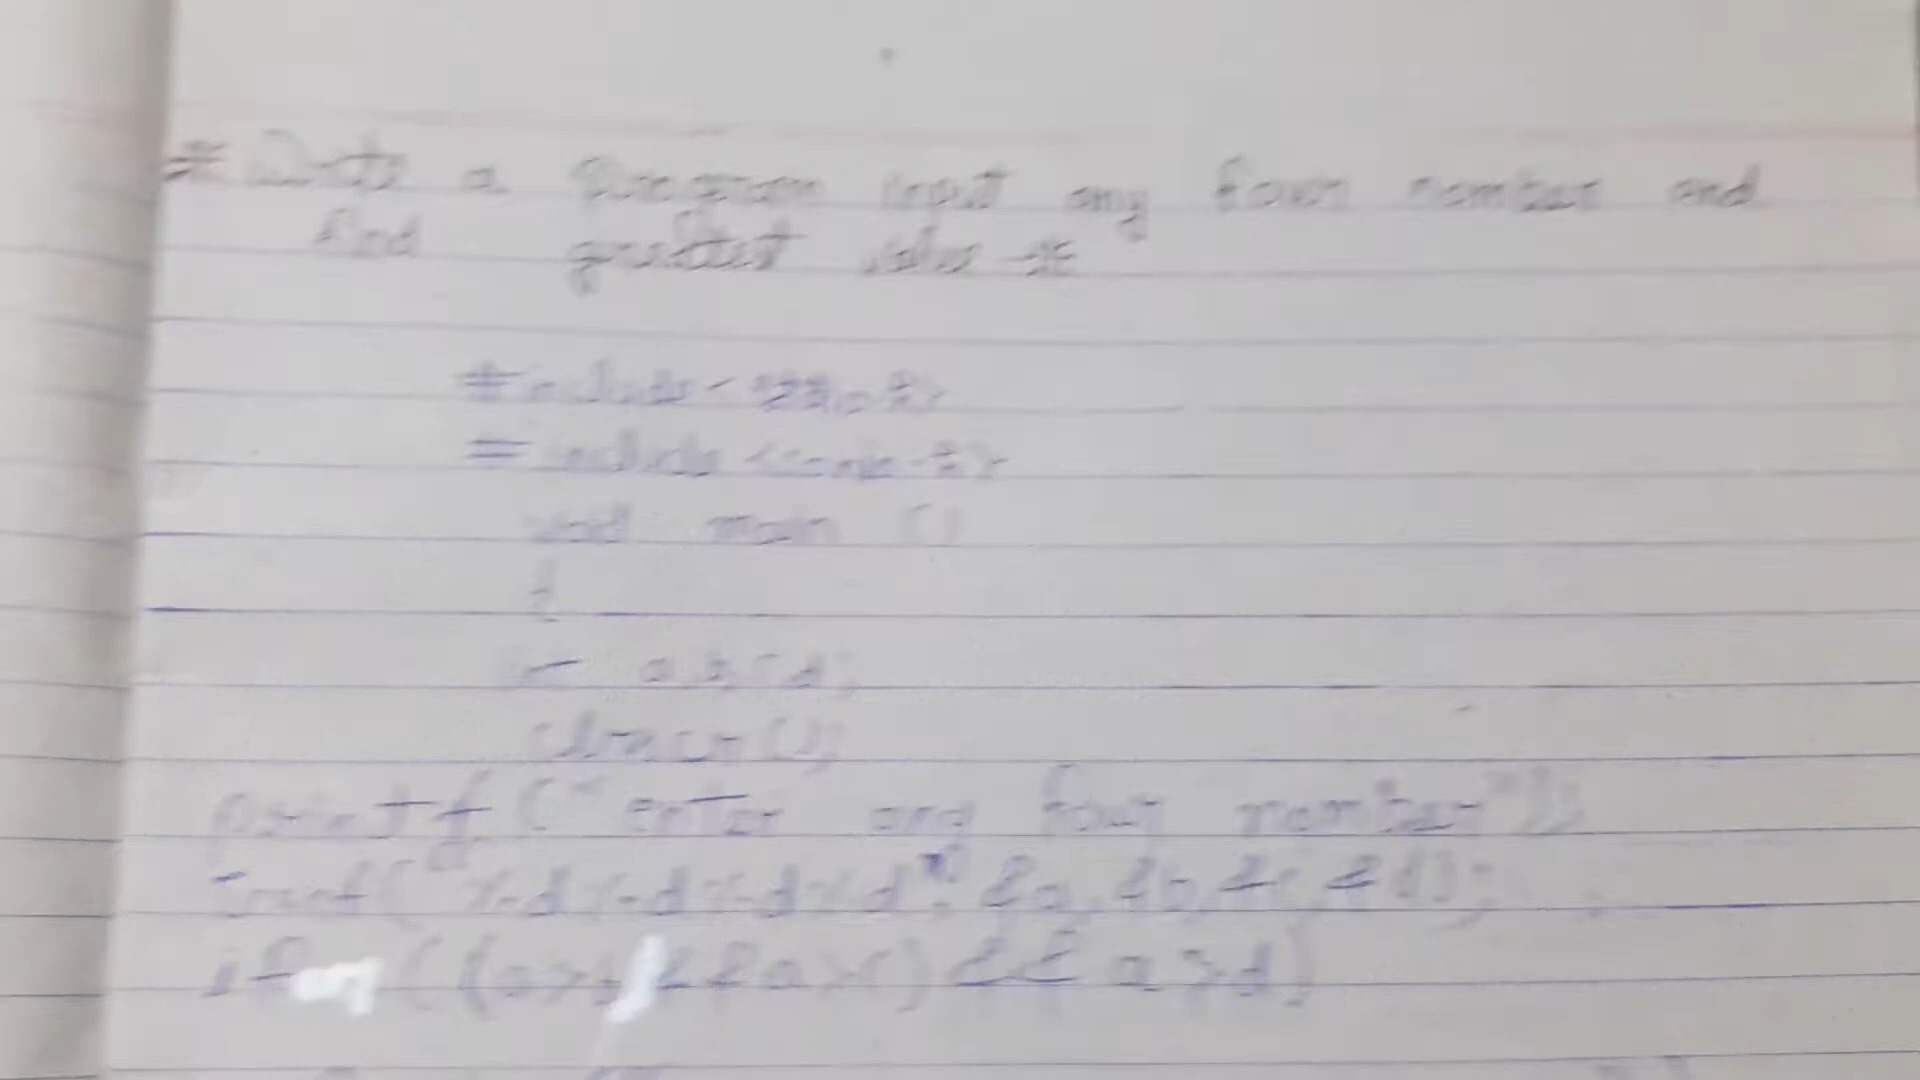 * Write a Program input any four number and
find greatest value *
#include <stdio.h>
#include <conio.h>
void main ()
{
int a,b,c,d;
clrscr();
printf ("enter any four number");
scanf("%d%d%d%d", &a,&b,&c,&d);
if ((a>b&&a>c) && a>d)